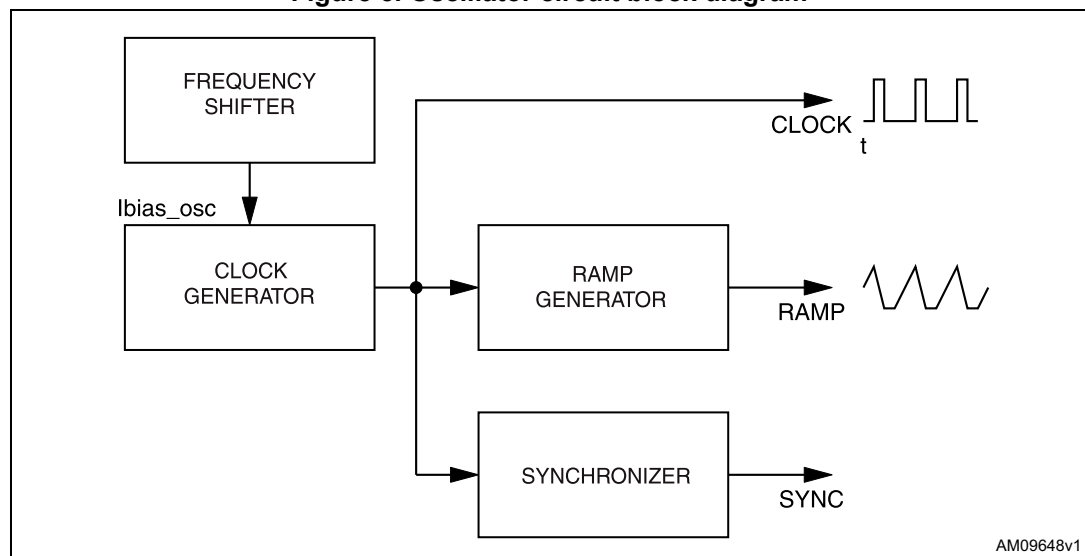 FREQUENCY
SHIFTER
CLOCK
t
Ibias_osc
CLOCK
GENERATOR
RAMP
GENERATOR
RAMP
SYNCHRONIZER
SYNC
AM09648v1